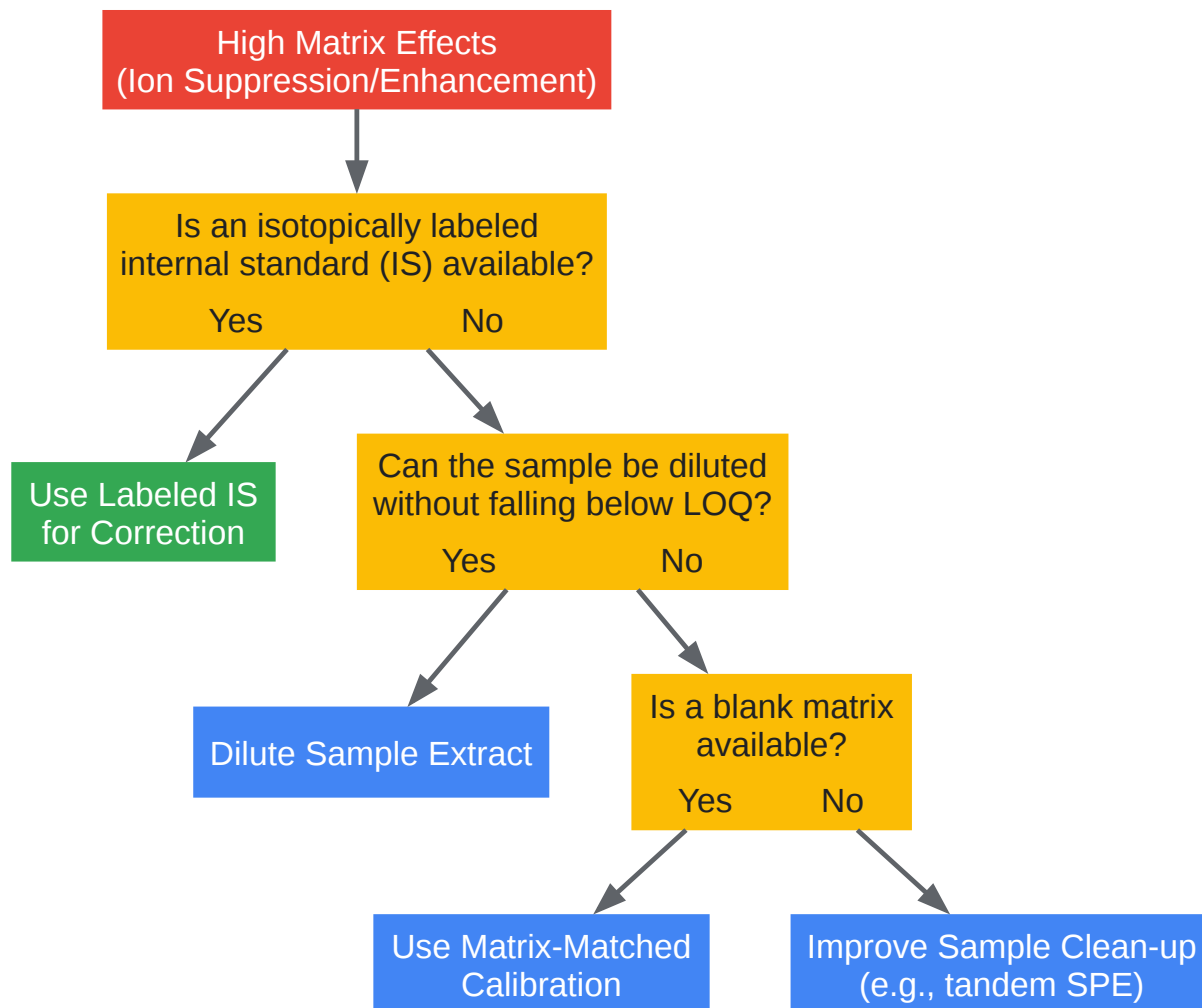 High Matrix Effects
(Ion Suppression/Enhancement)
Is an isotopically labeled
internal standard (IS) available?
Yes
No
Use Labeled IS
for Correction
Can the sample be diluted
without falling below LOQ?
Yes
No
Dilute Sample Extract
Is a blank matrix
available?
Yes
No
Use Matrix-Matched
Calibration
Improve Sample Clean-up
(e.g., tandem SPE)